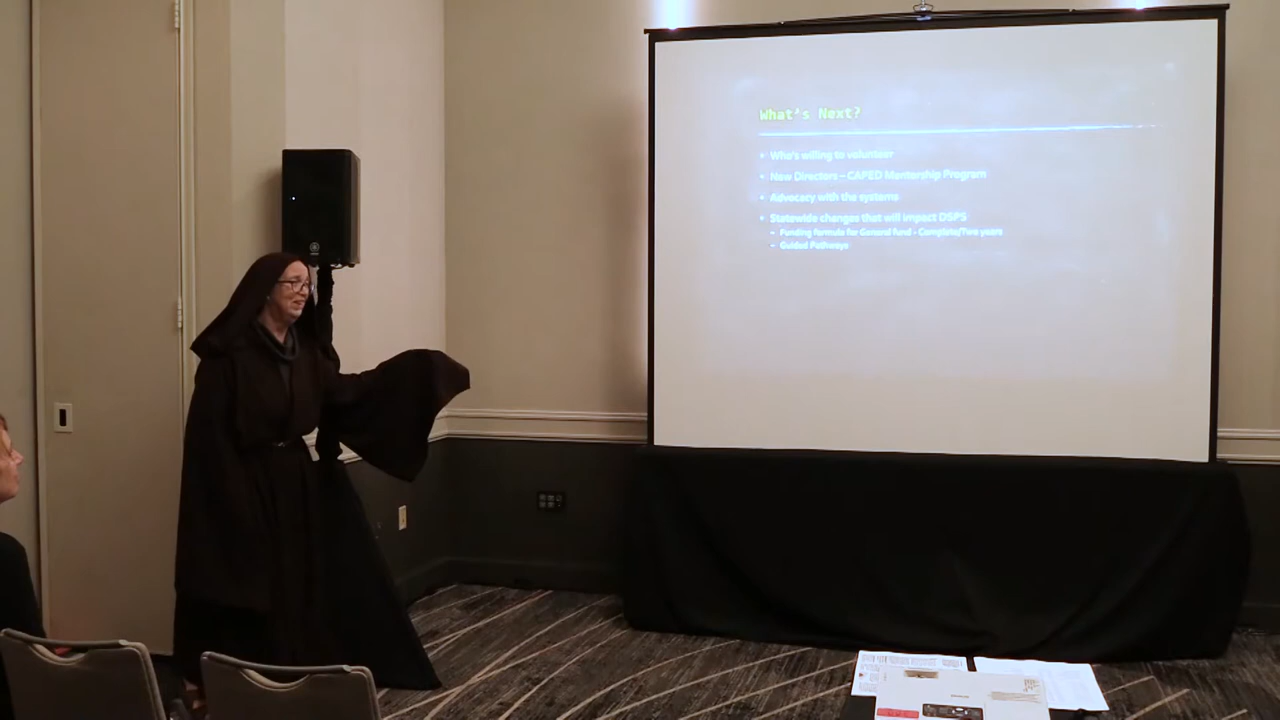 What's Next?
• Who's willing to volunteer
• New Directors – CAPED Mentorship Program
• Advocacy with the systems
• Statewide changes that will impact DSPS
– Funding formula for General fund - Complete/Two years
– Guided Pathways